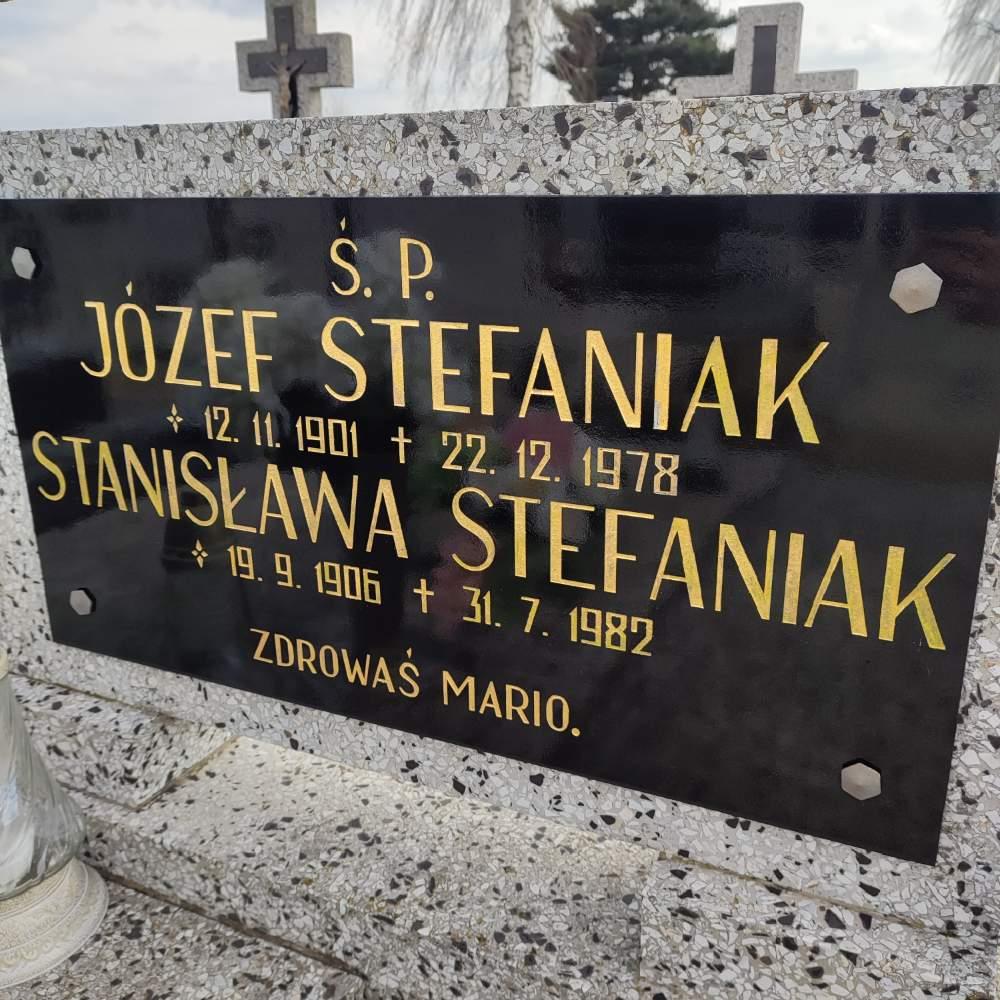 Ś. P.
JÓZEF STEFANIAK
12. 11. 1901 † 22. 12. 1978
STANISŁAWA STEFANIAK
19. 9. 1906 † 31. 7. 1982
ZDROWAŚ MARIO.